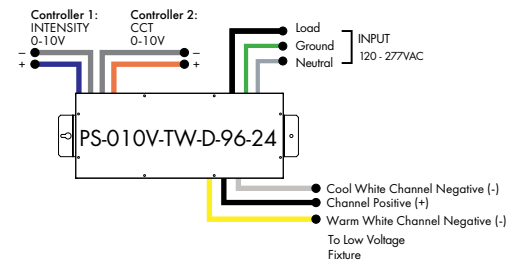 Controller 1:
INTENSITY
0-10V
Controller 2:
CCT
0-10V
–
+
–
+
Load
Ground
Neutral
INPUT
120 - 277VAC
PS-010V-TW-D-96-24
Cool White Channel Negative (-)
Channel Positive (+)
Warm White Channel Negative (-)
To Low Voltage
Fixture